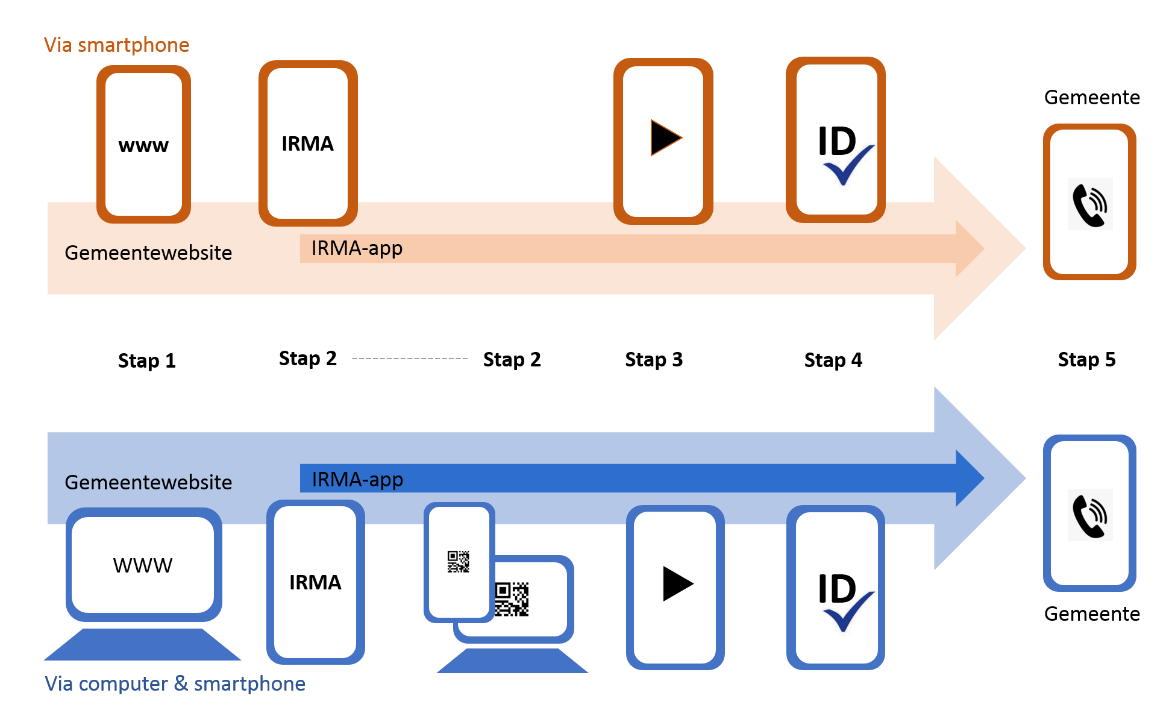 Via smartphone
Gemeente
www
IRMA
ID
Gemeentewebsite
IRMA-app
Stap 1
Stap 2
Stap 2
Stap 3
Stap 4
Stap 5
Gemeentewebsite
IRMA-app
WWW
IRMA
ID
Gemeente
Via computer & smartphone